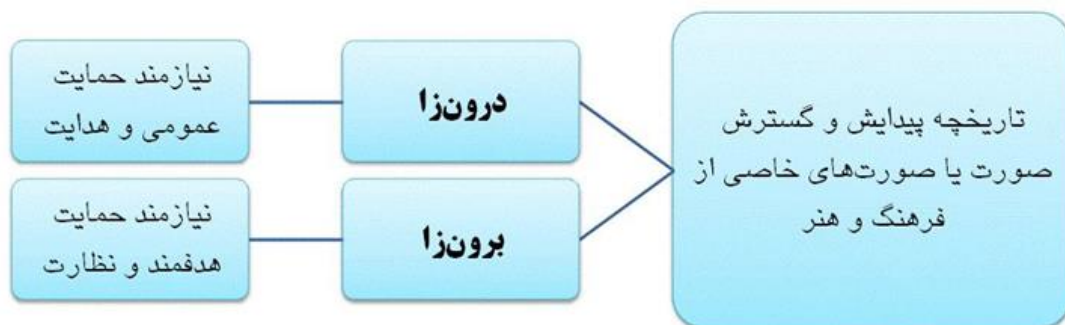 تاریخچه پیدایش و گسترش
صورت یا صورت‌های خاصی از
فرهنگ و هنر
درون‌زا
نیازمند حمایت
عمومی و هدایت
برون‌زا
نیازمند حمایت
هدفمند و نظارت